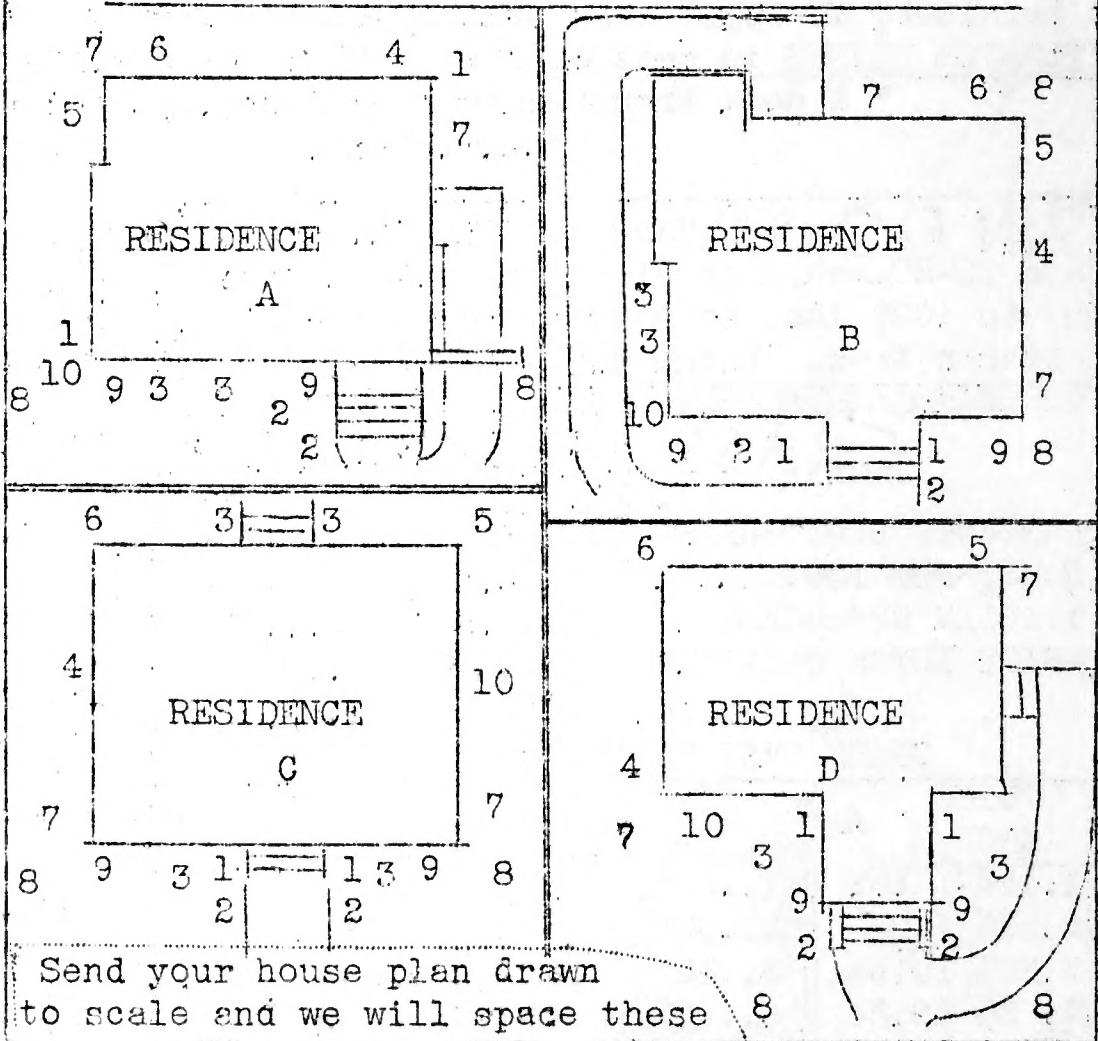 7 6 4 1
5
7
RESIDENCE
A
1
10
8 9 3 3 9 8
2
2
7 6 8
5
RESIDENCE
4
3
3 B
7
10
9 2 1 1 9 8
2
6 3 3 5
4
10
RESIDENCE
C
7 7
8 9 3 1 1 3 9 8
2 2
6 5
7
RESIDENCE
4 D
7 10 1 1
3 3
9 9
2 2
8 8
Send your house plan drawn
to scale and we will space these